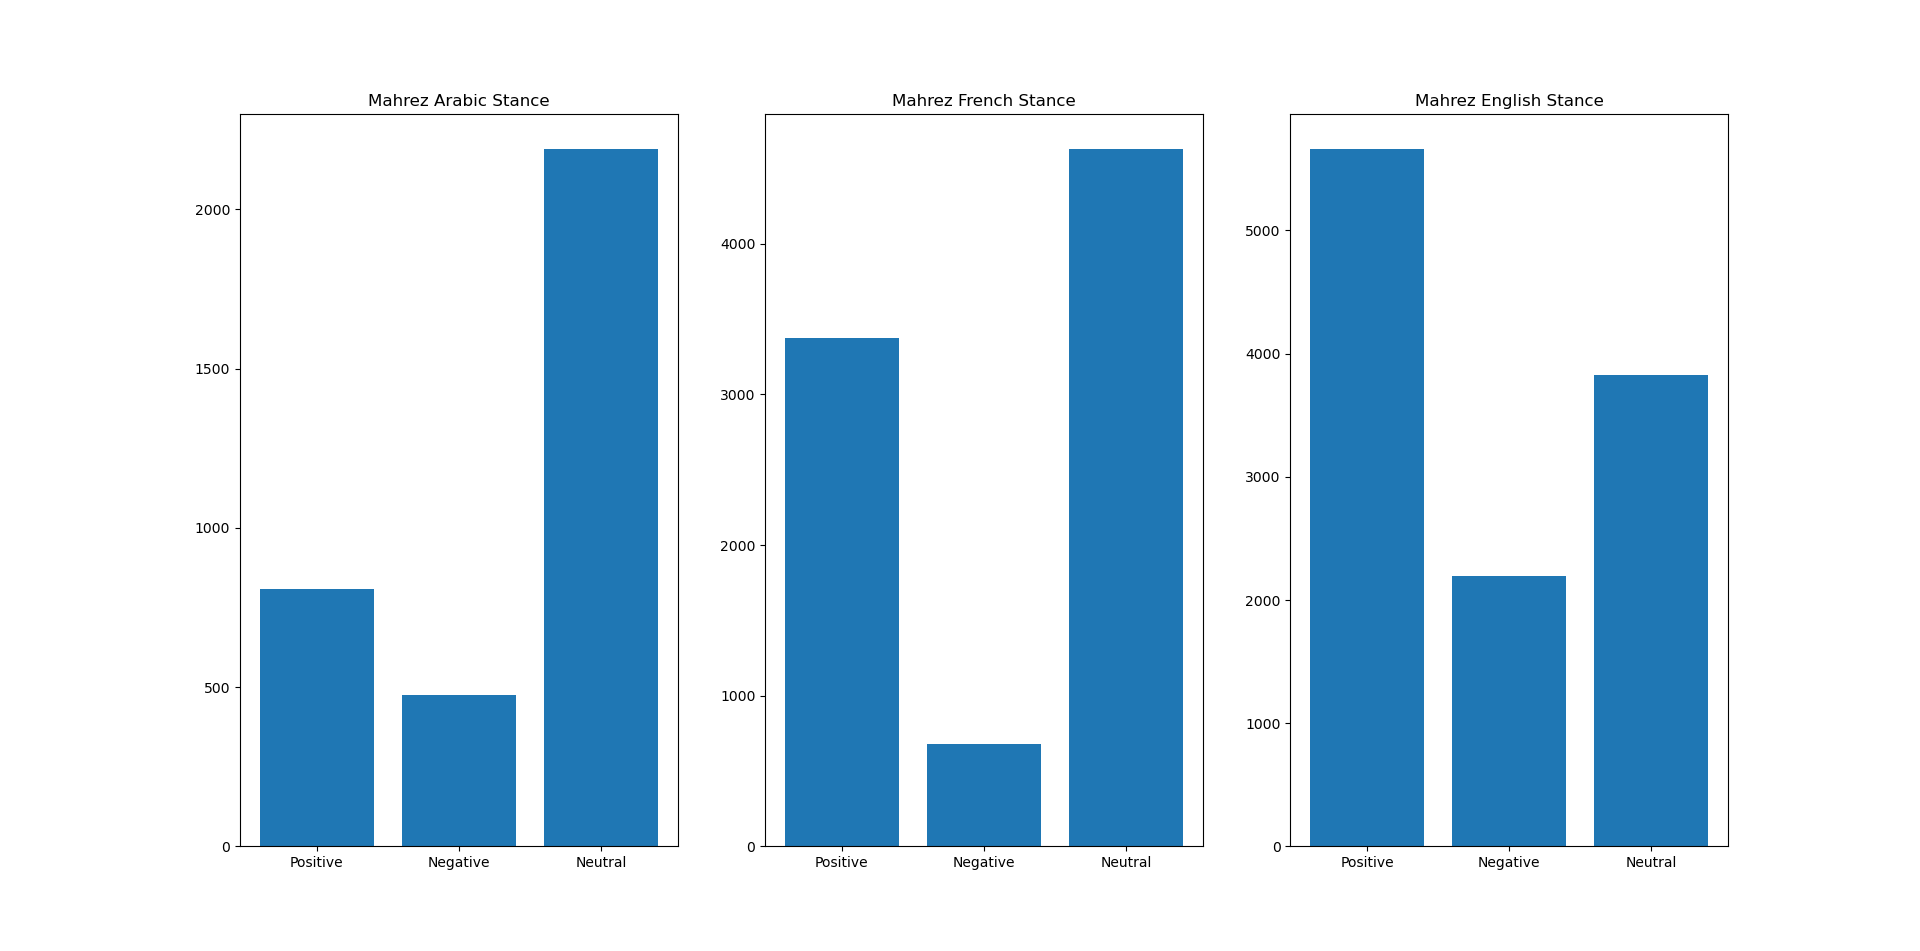 Mahrez Arabic Stance
2000
1500
1000
500
0
Positive Negative Neutral
Mahrez French Stance
4000
3000
2000
1000
0
Positive Negative Neutral
Mahrez English Stance
5000
4000
3000
2000
1000
0
Positive Negative Neutral